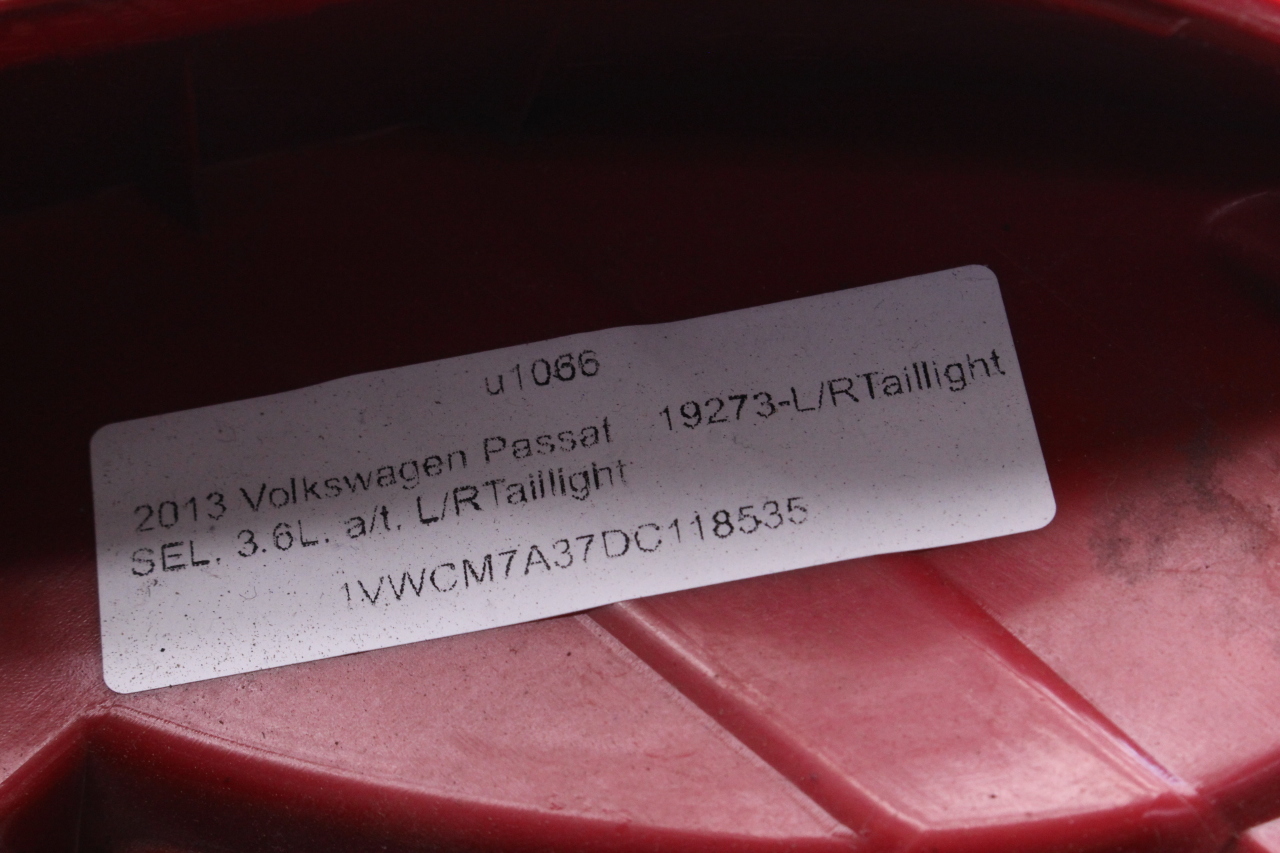 u1066
2013 Volkswagen Passat 19273-L/RTaillight
SEL. 3.6L. a/t. L/RTaillight
1VWCM7A37DC118535